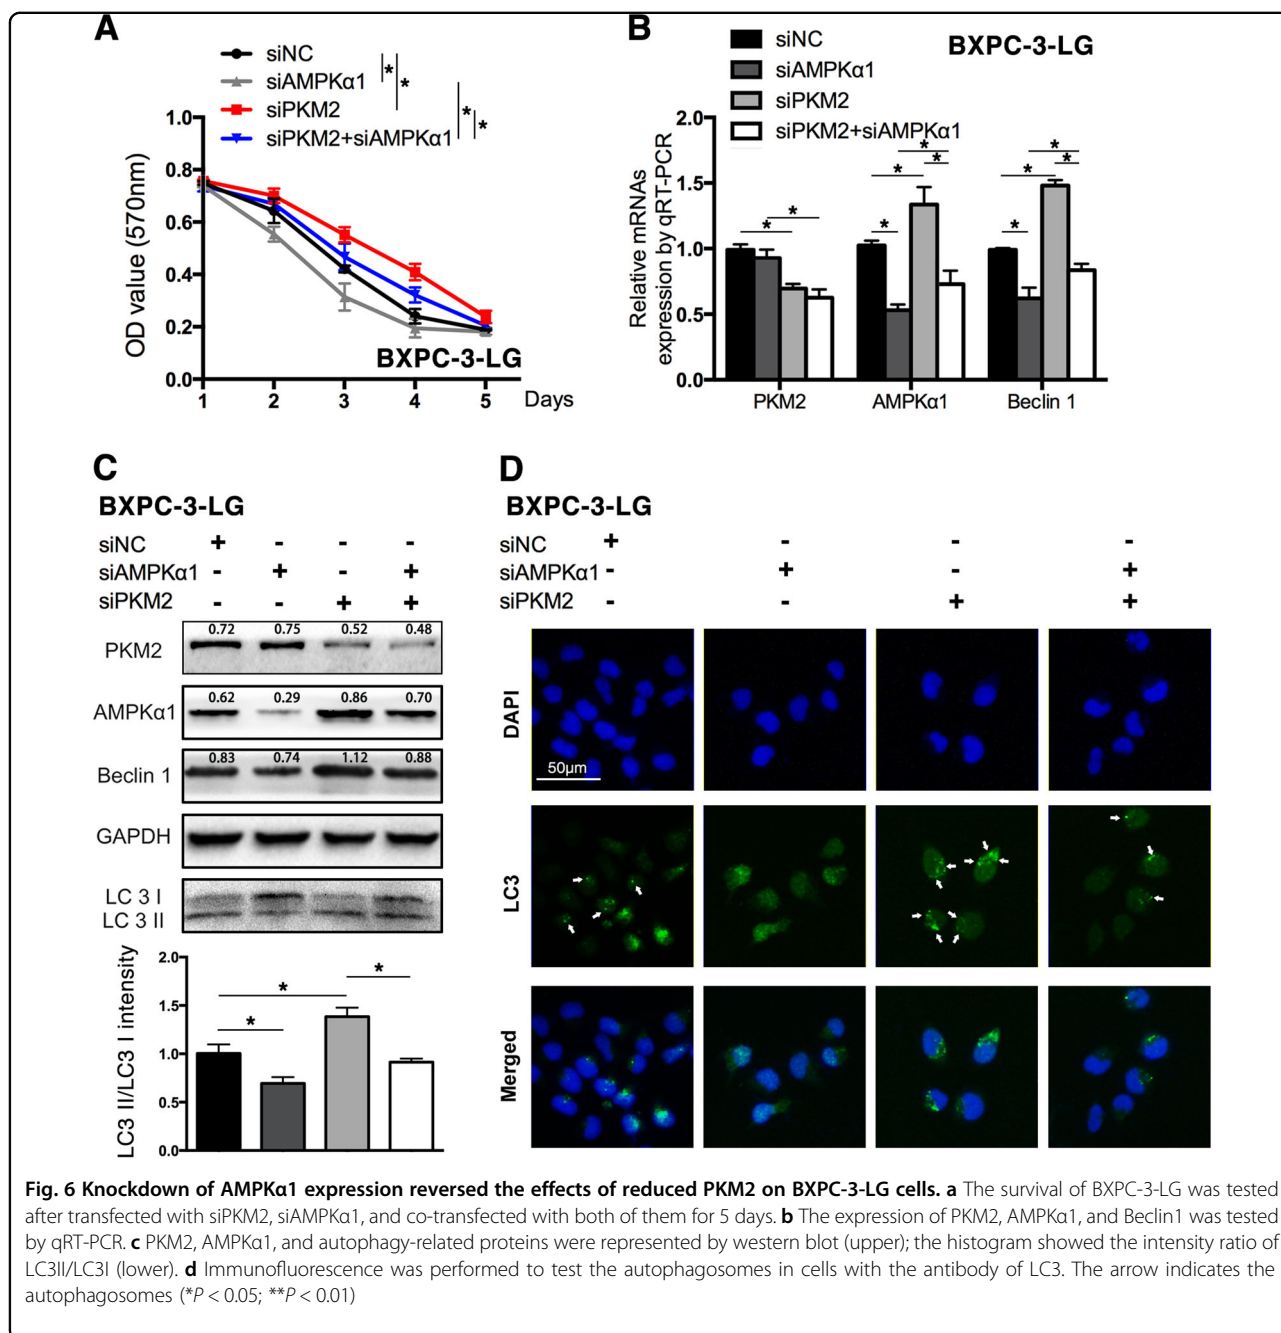 A
siNC
siAMPKα1
siPKM2
siPKM2+siAMPKα1
* *
* *
OD value (570nm)
1.0
0.8
0.6
0.4
0.2
0.0
1 2 3 4 5 Days
BXPC-3-LG
B
siNC
siAMPKα1
siPKM2
siPKM2+siAMPKα1
BXPC-3-LG
Relative mRNAs
expression by qRT-PCR
2.0
1.5
1.0
0.5
0.0
* * * * * * * * * *
PKM2 AMPKα1 Beclin 1
C
BXPC-3-LG
siNC + - - -
siAMPKα1 - + - +
siPKM2 - - + +
PKM2 0.72 0.75 0.52 0.48
AMPKα1 0.62 0.29 0.86 0.70
Beclin 1 0.83 0.74 1.12 0.88
GAPDH
LC 3 I
LC 3 II
LC3 II/LC3 I intensity
2.0
1.5
1.0
0.5
0.0
* * *
D
BXPC-3-LG
siNC + - - -
siAMPKα1 - + - +
siPKM2 - - + +
DAPI
50μm
LC3
Merged
Fig. 6 Knockdown of AMPKα1 expression reversed the effects of reduced PKM2 on BXPC-3-LG cells. a The survival of BXPC-3-LG was tested
after transfected with siPKM2, siAMPKα1, and co-transfected with both of them for 5 days. b The expression of PKM2, AMPKα1, and Beclin1 was tested
by qRT-PCR. c PKM2, AMPKα1, and autophagy-related proteins were represented by western blot (upper); the histogram showed the intensity ratio of
LC3II/LC3I (lower). d Immunofluorescence was performed to test the autophagosomes in cells with the antibody of LC3. The arrow indicates the
autophagosomes (*P < 0.05; **P < 0.01)